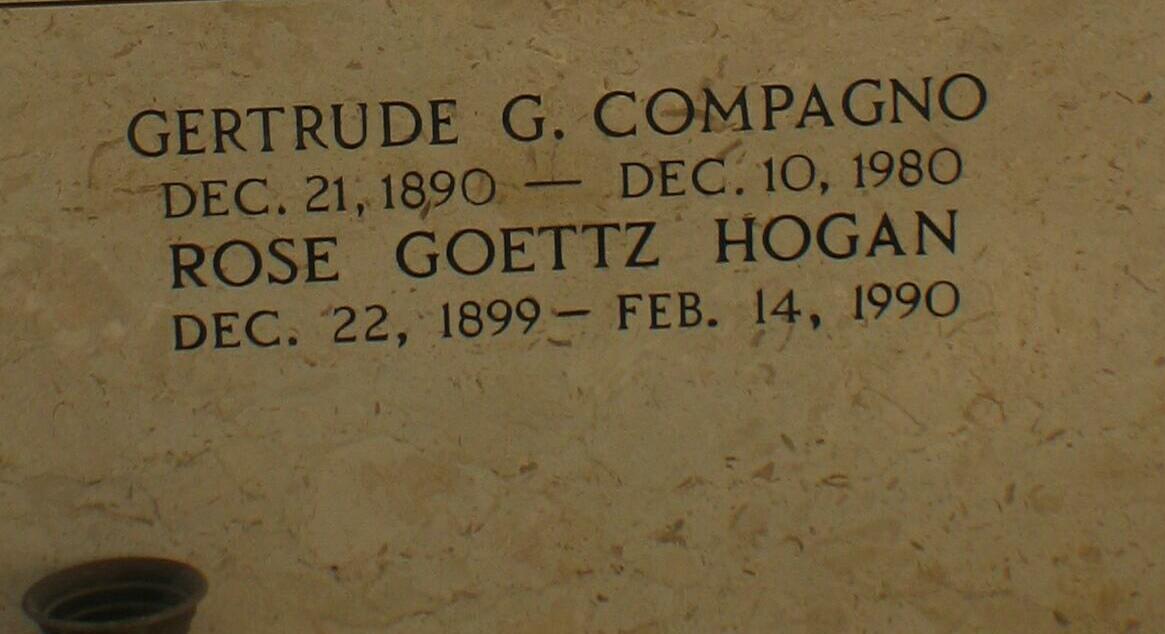 GERTRUDE G. COMPAGNO
DEC. 21, 1890 — DEC. 10, 1980
ROSE GOETTZ HOGAN
DEC. 22, 1899 — FEB. 14, 1990